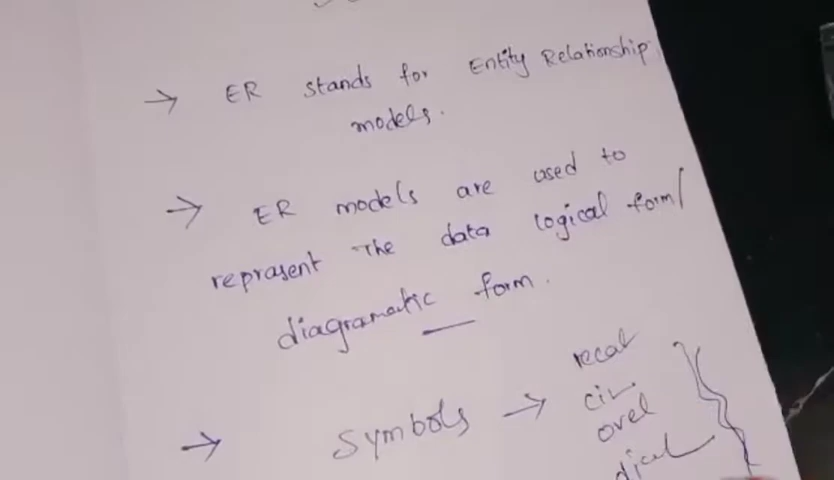 → ER stands for Entity Relationship
models.
→ ER models are used to
reprasent The data logical form/
diagramatic form.
→ Symbols → recal
cir
ovel